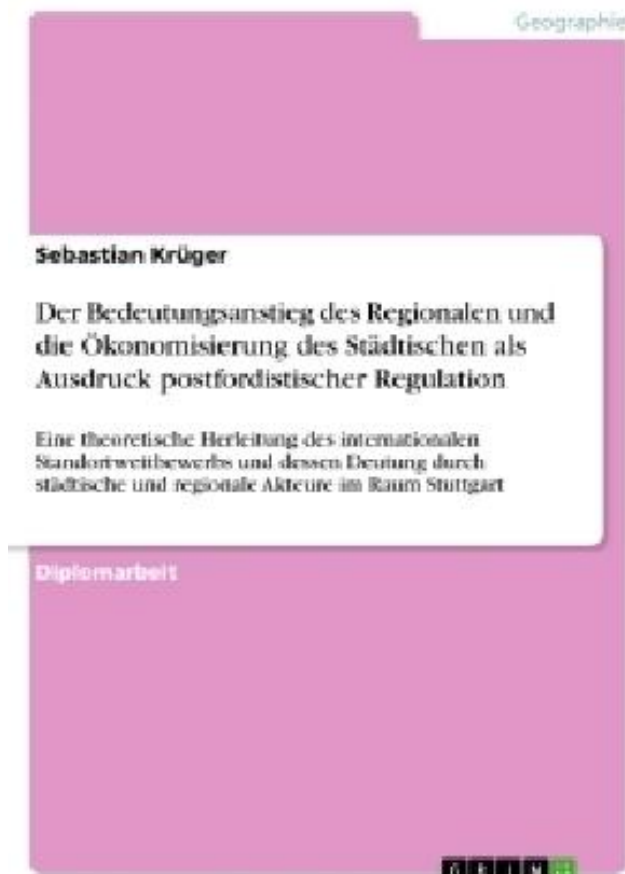 Geographie
Sebastian Krüger
Der Bedeutungsanstieg des Regionalen und
die Ökonomisierung des Städtischen als
Ausdruck postfordistischer Regulation
Eine theoretische Herleitung des internationalen
Standortwettbewerbs und dessen Deutung durch
städtische und regionale Akteure im Raum Stuttgart
Diplomarbeit
GRIN